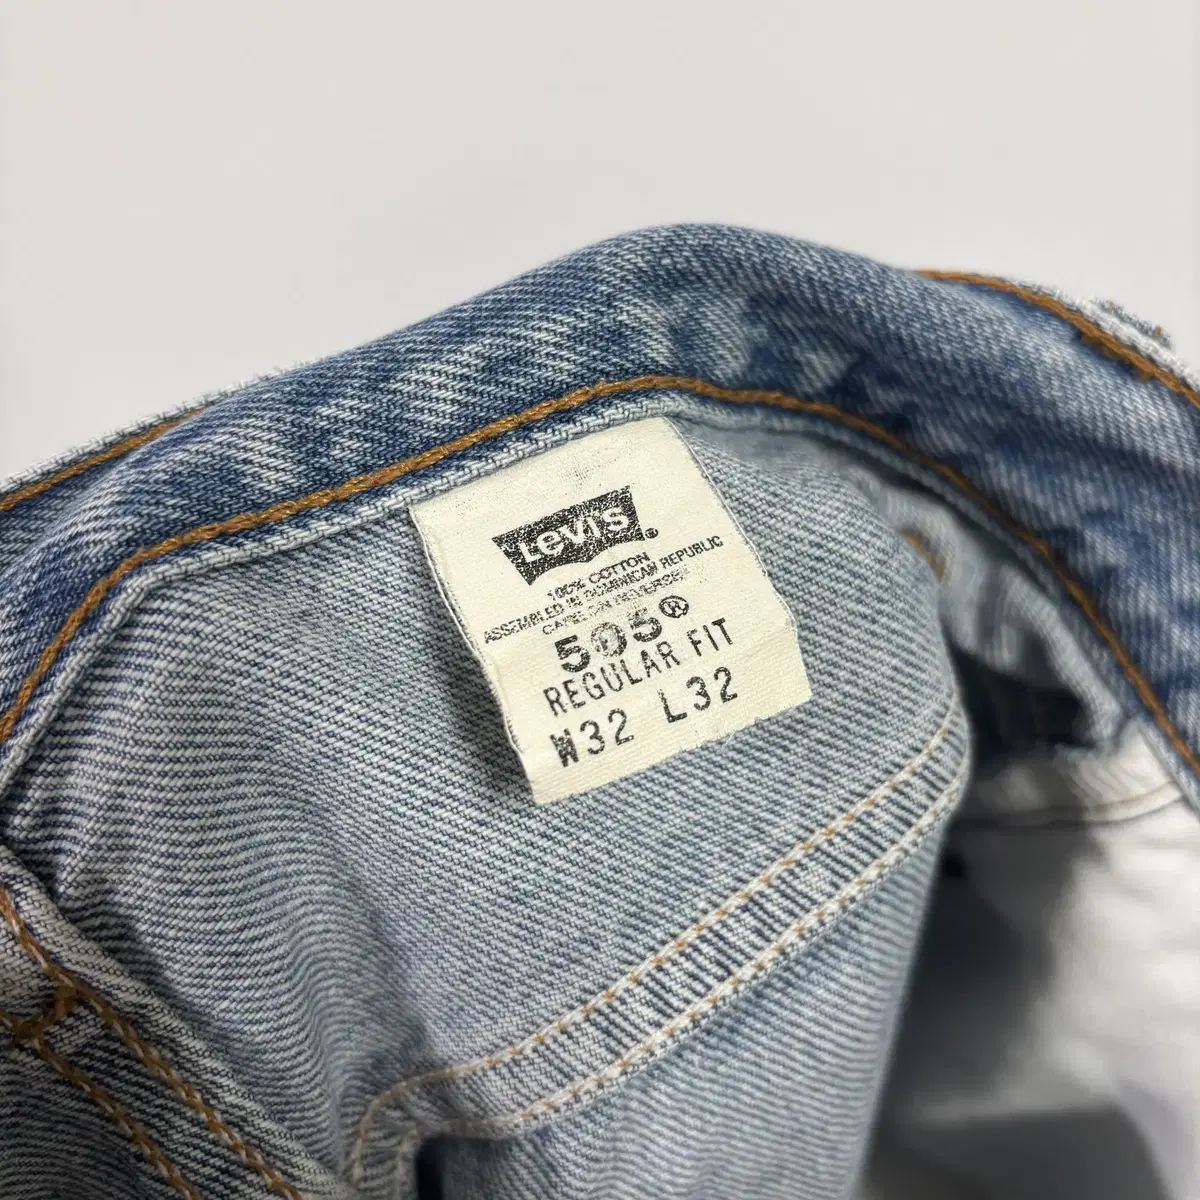 Levi's
100% COTTON
ASSEMBLED IN DOMINICAN REPUBLIC
CARE ON REVERSE
505®
REGULAR FIT
W32 L32